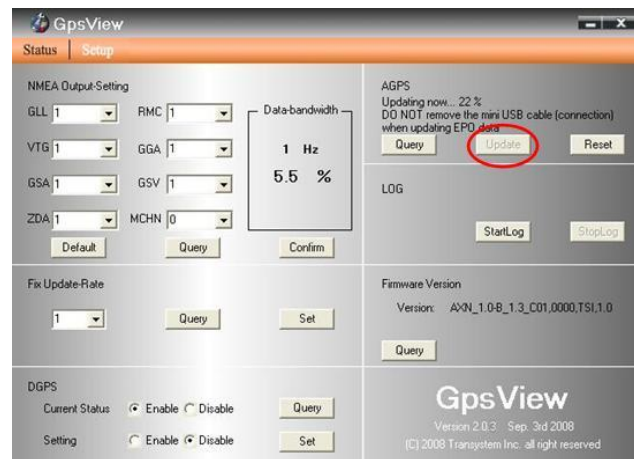 GpsView
Status Setup
NMEA Output-Setting
GLL 1 RMC 1
VTG 1 GGA 1
GSA 1 GSV 1
ZDA 1 MCHN 0
Default Query Confirm
Data-bandwidth
1 Hz
5.5 %
AGPS
Updating now... 22 %
DO NOT remove the mini USB cable (connection)
when updating EPO data
Query Update Reset
LOG
StartLog StopLog
Fix Update-Rate
1 Query Set
Firmware Version
Version: AXN_1.0-B_1.3_C01,0000,TSI,1.0
Query
DGPS
Current Status Enable Disable Query
Setting Enable Disable Set
GpsView
Version 2.0.3 Sep. 3rd 2008
(C) 2008 Transystem Inc. all right reserved